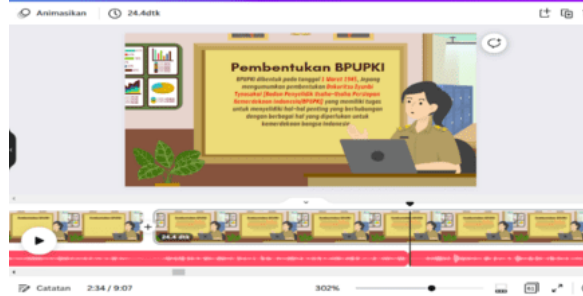 Animasikan 24.4dtk
Pembentukan BPUPKI
BPUPKI dibentuk pada tanggal 1 Maret 1945, Jepang
mengumumkan pembentukan Dokuritsu Zyunbi
Tyoosakai (Badan Penyelidik Usaha-Usaha Persiapan
Kemerdekaan Indonesia/BPUPKI) yang memiliki tugas
untuk menyelidiki hal-hal penting yang berhubungan
dengan berbagai hal yang diperlukan untuk
kemerdekaan bangsa Indonesia
24.4 dtk
Catatan 2:34 / 9:07 302%